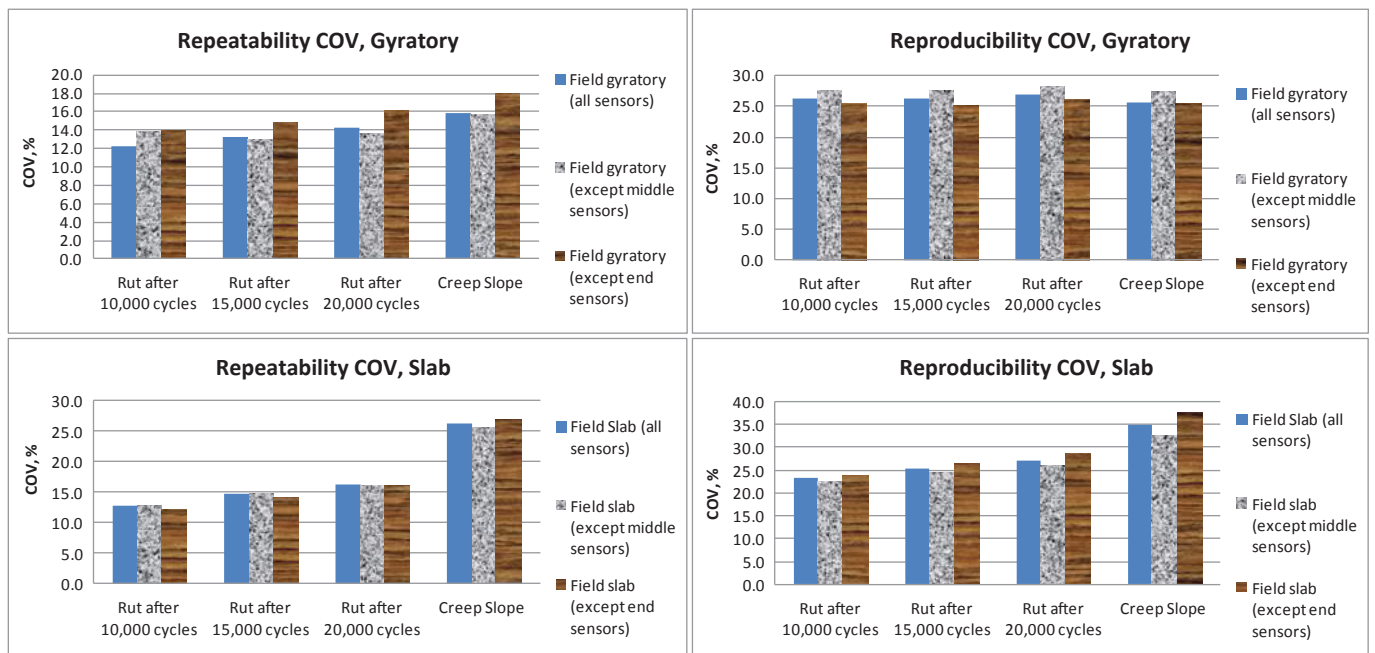 Repeatability COV, Gyratory
COV, %
20.0
18.0
16.0
14.0
12.0
10.0
8.0
6.0
4.0
2.0
0.0
Rut after
10,000 cycles
Rut after
15,000 cycles
Rut after
20,000 cycles
Creep Slope
Field gyratory
(all sensors)
Field gyratory
(except middle
sensors)
Field gyratory
(except end
sensors)
Reproducibility COV, Gyratory
COV, %
30.0
25.0
20.0
15.0
10.0
5.0
0.0
Rut after
10,000 cycles
Rut after
15,000 cycles
Rut after
20,000 cycles
Creep Slope
Field gyratory
(all sensors)
Field gyratory
(except middle
sensors)
Field gyratory
(except end
sensors)
Repeatability COV, Slab
COV, %
30.0
25.0
20.0
15.0
10.0
5.0
0.0
Rut after
10,000 cycles
Rut after
15,000 cycles
Rut after
20,000 cycles
Creep Slope
Field Slab (all
sensors)
Field slab
(except middle
sensors)
Field slab
(except end
sensors)
Reproducibility COV, Slab
COV, %
40.0
35.0
30.0
25.0
20.0
15.0
10.0
5.0
0.0
Rut after
10,000 cycles
Rut after
15,000 cycles
Rut after
20,000 cycles
Creep Slope
Field Slab (all
sensors)
Field slab
(except middle
sensors)
Field slab
(except end
sensors)